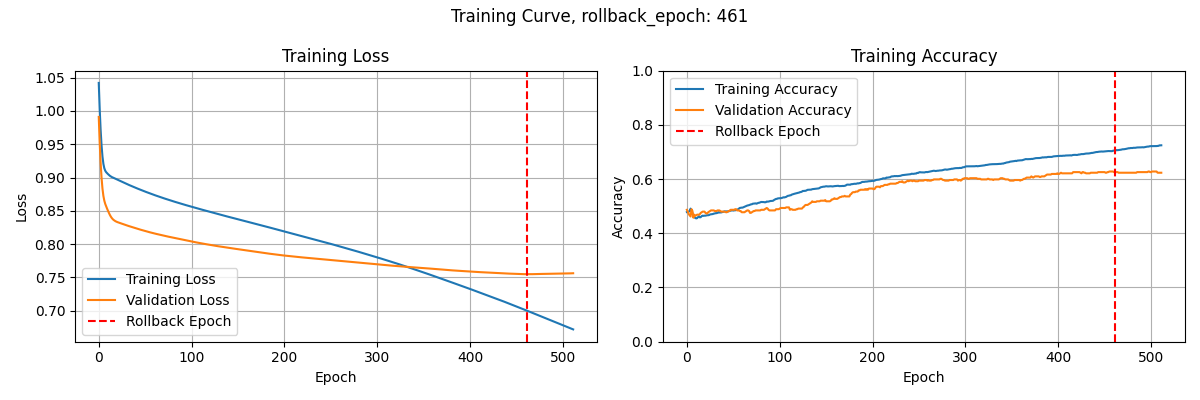 Training Curve, rollback_epoch: 461
Training Loss
1.05
1.00
0.95
0.90
0.85
0.80
0.75
0.70
Loss
Training Loss
Validation Loss
Rollback Epoch
0 100 200 300 400 500
Epoch
Training Accuracy
1.0
0.8
0.6
0.4
0.2
0.0
Accuracy
Training Accuracy
Validation Accuracy
Rollback Epoch
0 100 200 300 400 500
Epoch